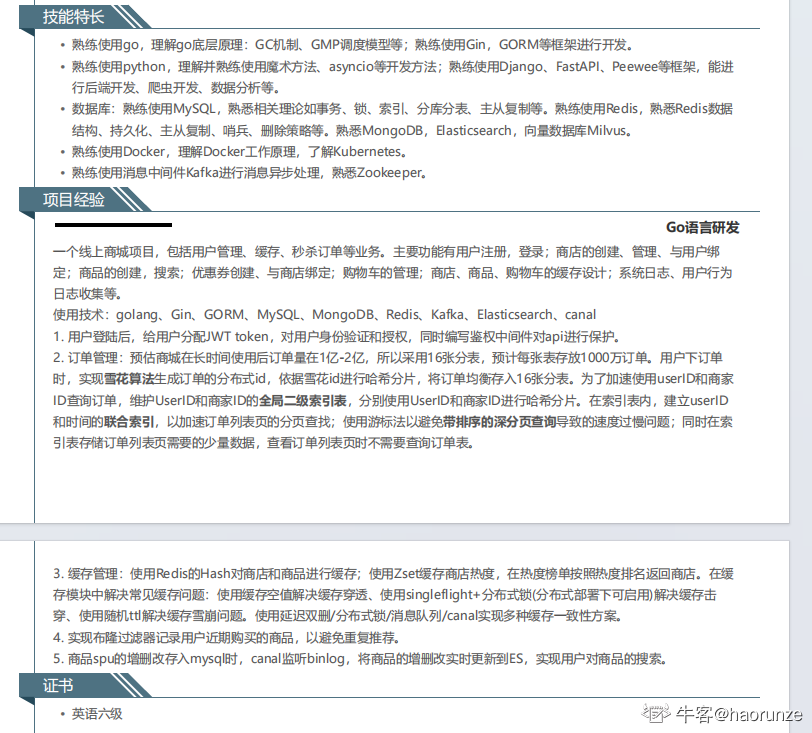 技能特长
• 熟练使用go，理解go底层原理：GC机制、GMP调度模型等；熟练使用Gin，GORM等框架进行开发。
• 熟练使用python，理解并熟练使用魔术方法、asyncio等开发方法；熟练使用Django、FastAPI、Peewee等框架，能进
行后端开发、爬虫开发、数据分析等。
• 数据库：熟练使用MySQL，熟悉相关理论如事务、锁、索引、分库分表、主从复制等。熟练使用Redis，熟悉Redis数据
结构、持久化、主从复制、哨兵、删除策略等。熟悉MongoDB，Elasticsearch，向量数据库Milvus。
• 熟练使用Docker，理解Docker工作原理，了解Kubernetes。
• 熟练使用消息中间件Kafka进行消息异步处理，熟悉Zookeeper。
项目经验
Go语言研发
一个线上商城项目，包括用户管理、缓存、秒杀订单等业务。主要功能有用户注册，登录；商店的创建、管理、与用户绑
定；商品的创建，搜索；优惠券创建、与商店绑定；购物车的管理；商店、商品、购物车的缓存设计；系统日志、用户行为
日志收集等。
使用技术：golang、Gin、GORM、MySQL、MongoDB、Redis、Kafka、Elasticsearch、canal
1. 用户登陆后，给用户分配JWT token，对用户身份验证和授权，同时编写鉴权中间件对api进行保护。
2. 订单管理：预估商城在长时间使用后订单量在1亿-2亿，所以采用16张分表，预计每张表存放1000万订单。用户下订单
时，实现雪花算法生成订单的分布式id，依据雪花id进行哈希分片，将订单均衡存入16张分表。为了加速使用userID和商家
ID查询订单，维护UserID和商家ID的全局二级索引表，分别使用UserID和商家ID进行哈希分片。在索引表内，建立userID
和时间的联合索引，以加速订单列表页的分页查找；使用游标法以避免带排序的深分页查询导致的速度过慢问题；同时在索
引表存储订单列表页需要的少量数据，查看订单列表页时不需要查询订单表。
3. 缓存管理：使用Redis的Hash对商店和商品进行缓存；使用Zset缓存商店热度，在热度榜单按照热度排名返回商店。在缓
存模块中解决常见缓存问题：使用缓存空值解决缓存穿透、使用singleflight+分布式锁(分布式部署下可启用)解决缓存击
穿、使用随机ttl解决缓存雪崩问题。使用延迟双删/分布式锁/消息队列/canal实现多种缓存一致性方案。
4. 实现布隆过滤器记录用户近期购买的商品，以避免重复推荐。
5. 商品spu的增删改存入mysql时，canal监听binlog，将商品的增删改实时更新到ES，实现用户对商品的搜索。
证书
• 英语六级
牛客@haorunze